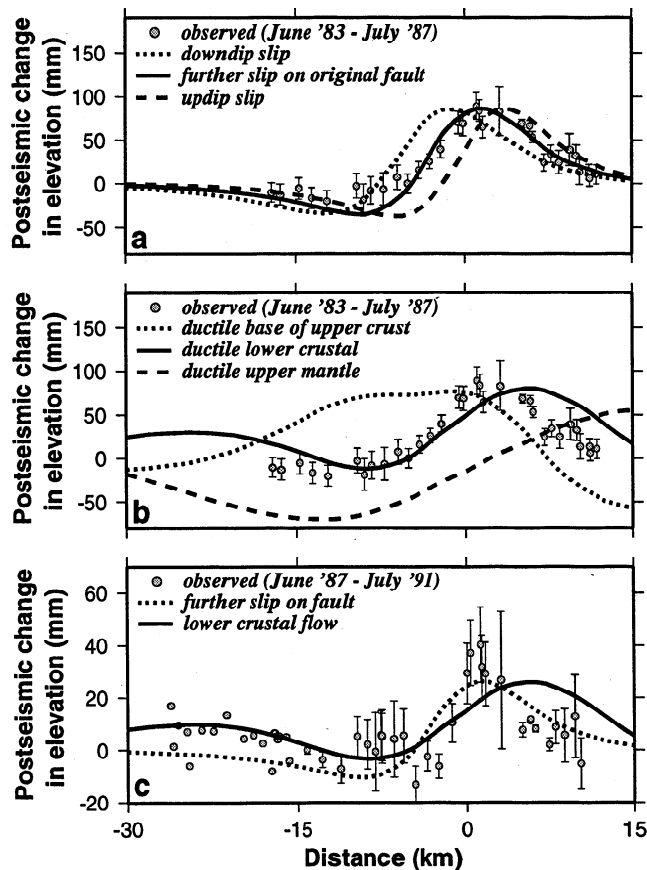 Postseismic change
in elevation (mm)
150
100
50
0
-50
observed (June '83 - July '87)
downdip slip
further slip on original fault
updip slip
a
Postseismic change
in elevation (mm)
150
100
50
0
-50
observed (June '83 - July '87)
ductile base of upper crust
ductile lower crustal
ductile upper mantle
b
Postseismic change
in elevation (mm)
60
40
20
0
-20
observed (June '87 - July '91)
further slip on fault
lower crustal flow
c
-30 -15 0 15
Distance (km)